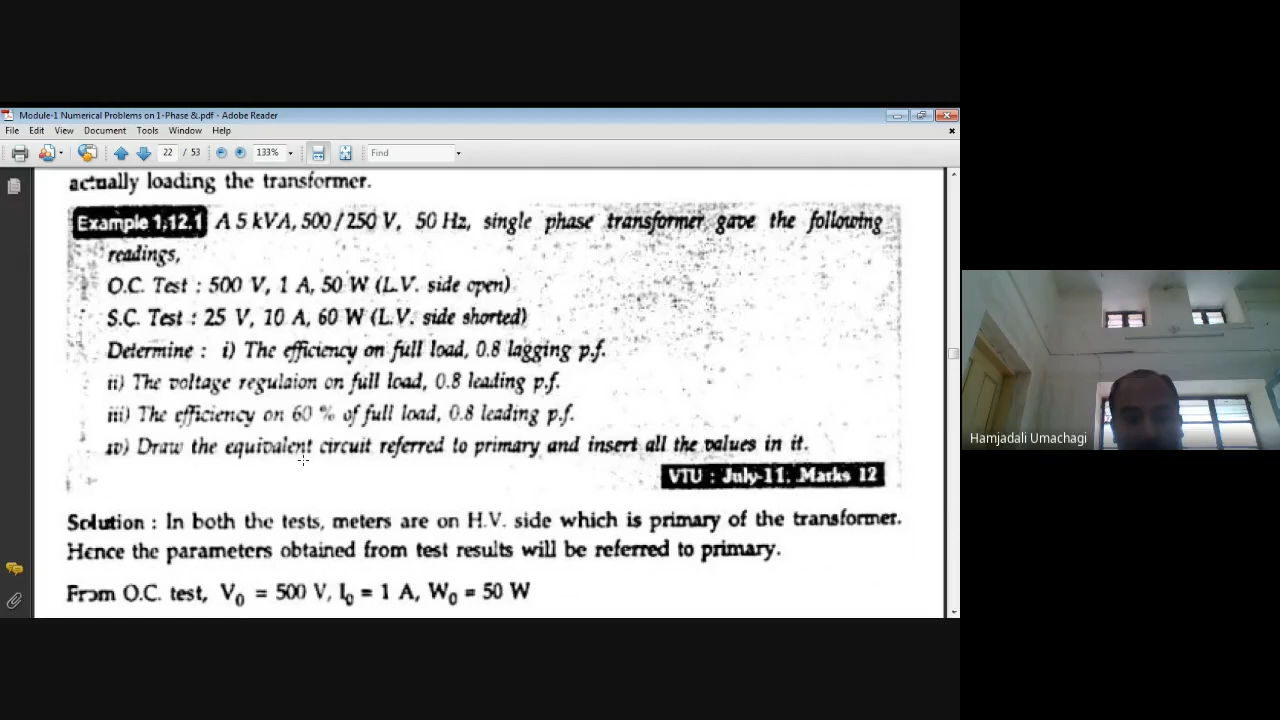 Module-1 Numerical Problems on 1-Phase &.pdf - Adobe Reader
File Edit View Document Tools Window Help
22 / 53 133% Find
actually loading the transformer.
Example 1.12.1 A 5 kVA, 500/250 V, 50 Hz, single phase transformer gave the following
readings,
O.C. Test : 500 V, 1 A, 50 W (L.V. side open)
S.C. Test : 25 V, 10 A, 60 W (L.V. side shorted)
Determine : i) The efficiency on full load, 0.8 lagging p.f.
ii) The voltage regulaion on full load, 0.8 leading p.f.
iii) The efficiency on 60 % of full load, 0.8 leading p.f.
iv) Draw the equivalent circuit referred to primary and insert all the values in it.
VTU : July-11, Marks 12
Solution : In both the tests, meters are on H.V. side which is primary of the transformer.
Hence the parameters obtained from test results will be referred to primary.
From O.C. test, V₀ = 500 V, I₀ = 1 A, W₀ = 50 W
Hamjadali Umachagi